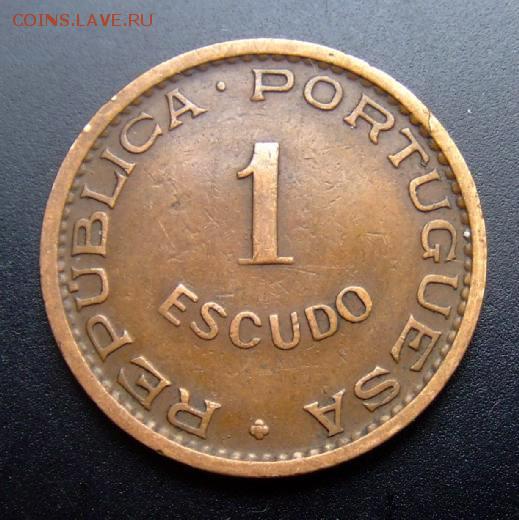 COINS.LAVE.RU
REPUBLICA · PORTUGUESA
1
ESCUDO